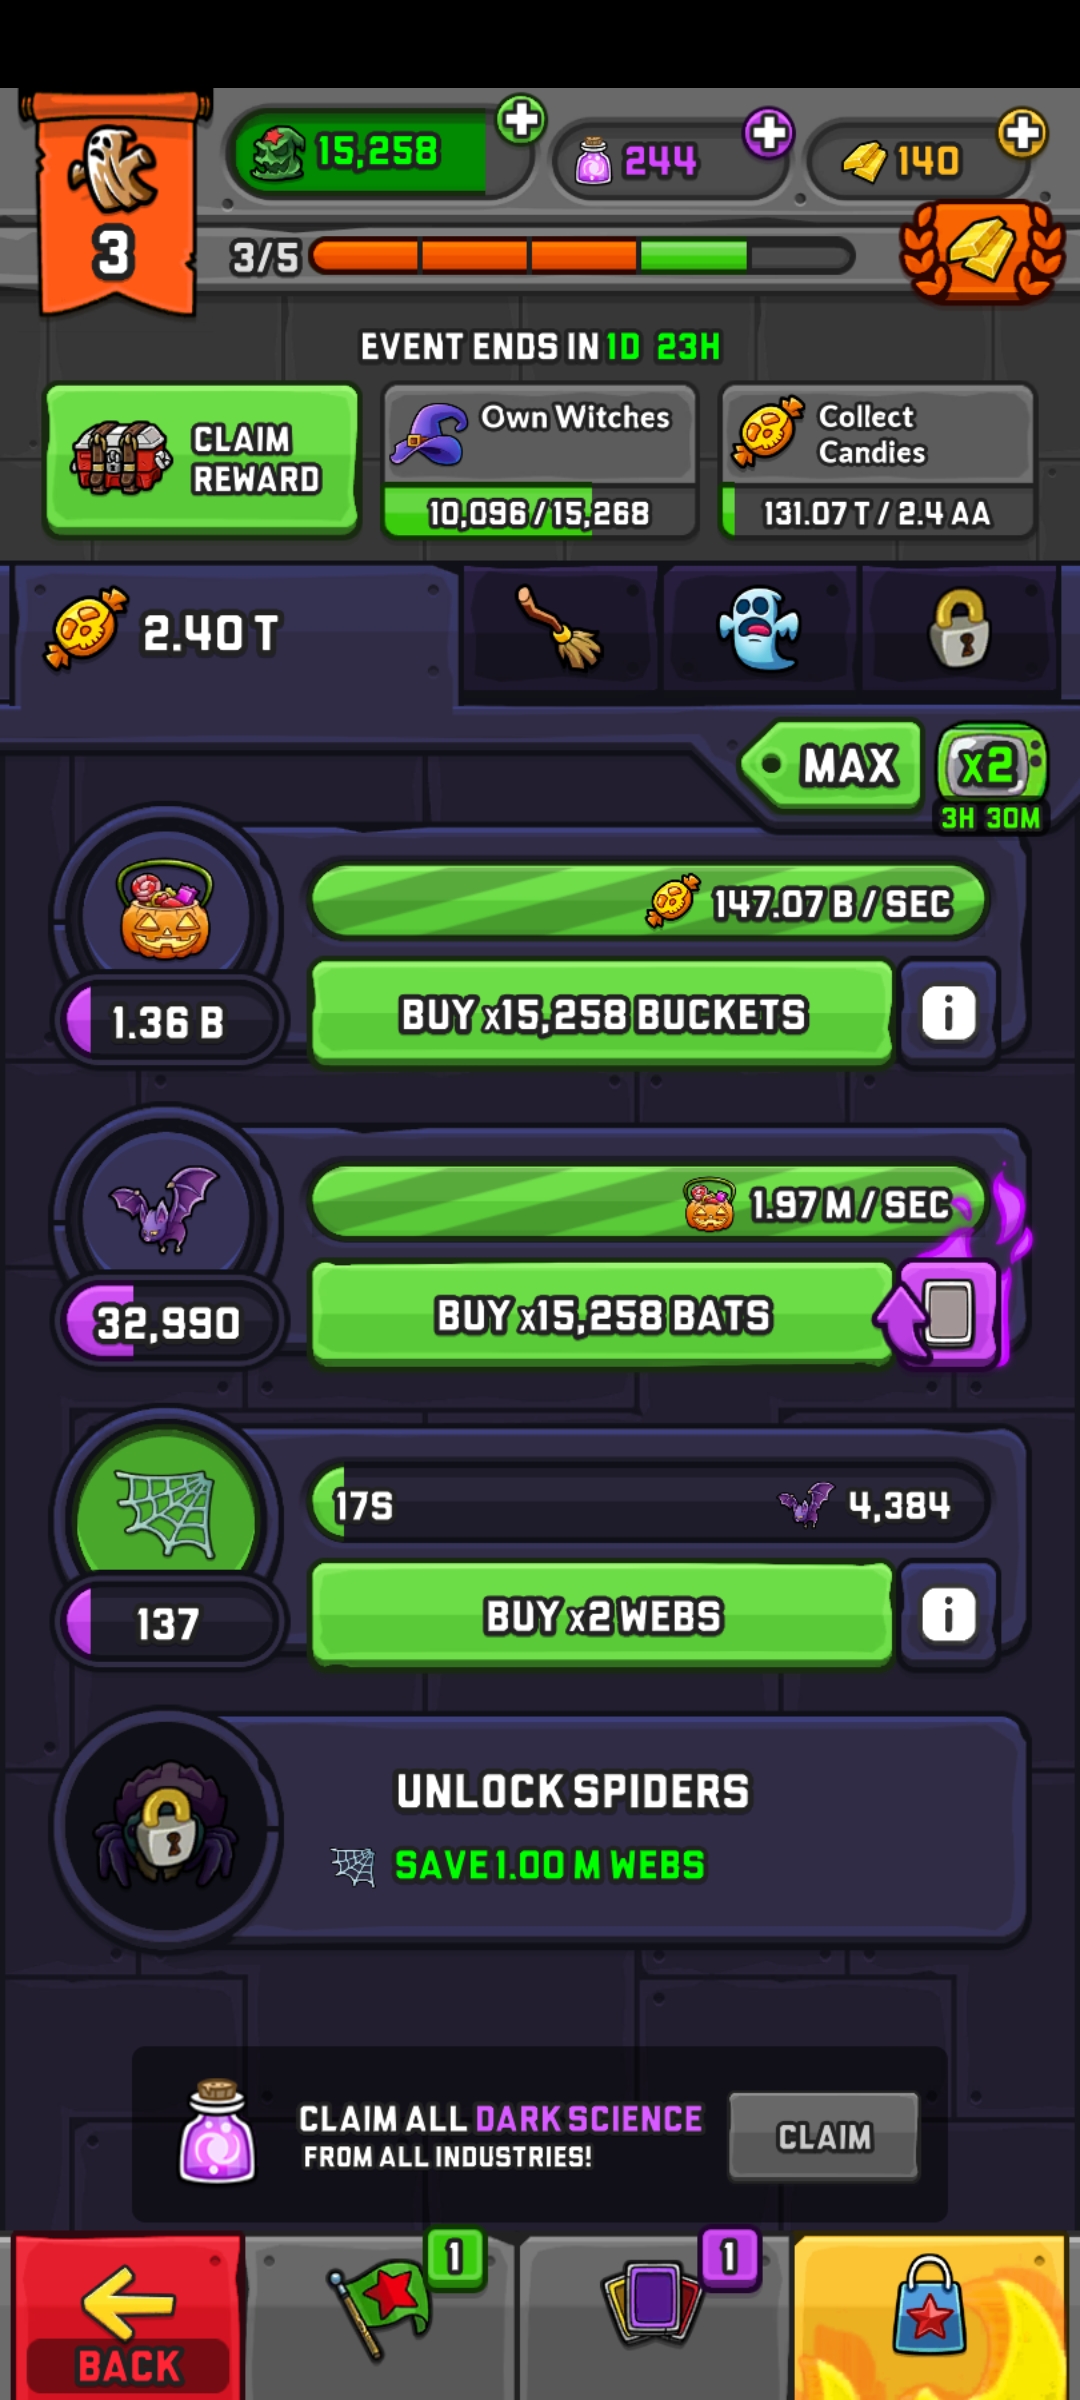 15,258
244
140
3
3/5
EVENT ENDS IN 1D 23H
CLAIM
REWARD
Own Witches
10,096/15,268
Collect
Candies
131.07 T / 2.4 AA
2.40 T
MAX
x2
3H 30M
147.07 B / SEC
1.36 B
BUY x15,258 BUCKETS
i
1.97 M / SEC
32,990
BUY x15,258 BATS
17S
4,384
137
BUY x2 WEBS
i
UNLOCK SPIDERS
SAVE 1.00 M WEBS
CLAIM ALL DARK SCIENCE
FROM ALL INDUSTRIES!
CLAIM
1
1
BACK